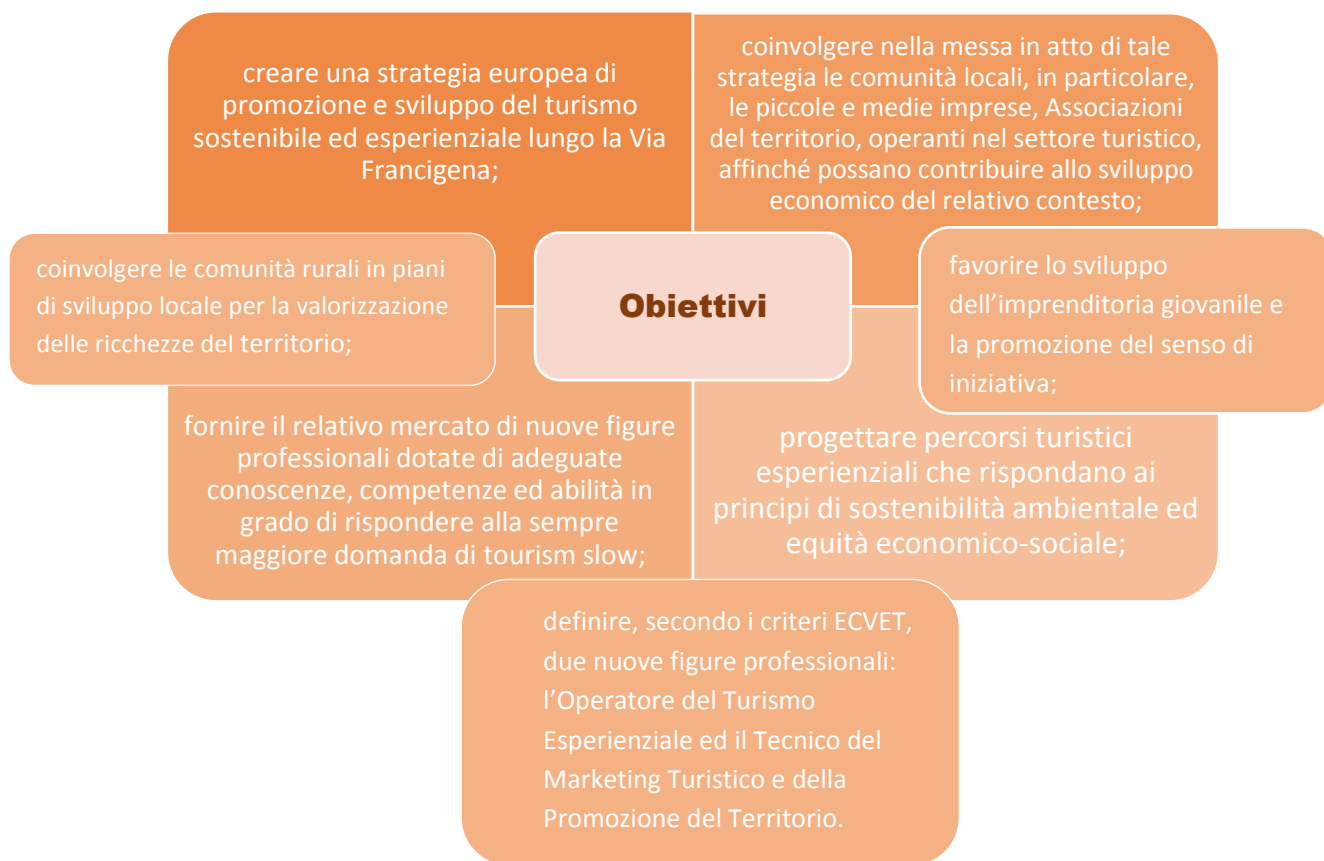 creare una strategia europea di
promozione e sviluppo del turismo
sostenibile ed esperienziale lungo la Via
Francigena;
coinvolgere nella messa in atto di tale
strategia le comunità locali, in particolare,
le piccole e medie imprese, Associazioni
del territorio, operanti nel settore turistico,
affinché possano contribuire allo sviluppo
economico del relativo contesto;
coinvolgere le comunità rurali in piani
di sviluppo locale per la valorizzazione
delle ricchezze del territorio;
Obiettivi
favorire lo sviluppo
dell’imprenditoria giovanile e
la promozione del senso di
iniziativa;
fornire il relativo mercato di nuove figure
professionali dotate di adeguate
conoscenze, competenze ed abilità in
grado di rispondere alla sempre
maggiore domanda di tourism slow;
progettare percorsi turistici
esperienziali che rispondano ai
principi di sostenibilità ambientale ed
equità economico-sociale;
definire, secondo i criteri ECVET,
due nuove figure professionali:
l’Operatore del Turismo
Esperienziale ed il Tecnico del
Marketing Turistico e della
Promozione del Territorio.